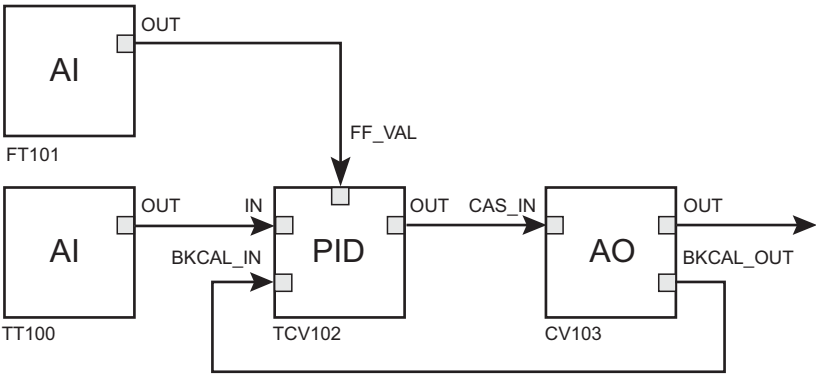 OUT
AI
FF_VAL
FT101
OUT IN OUT CAS_IN OUT
AI BKCAL_IN PID AO BKCAL_OUT
TT100 TCV102 CV103